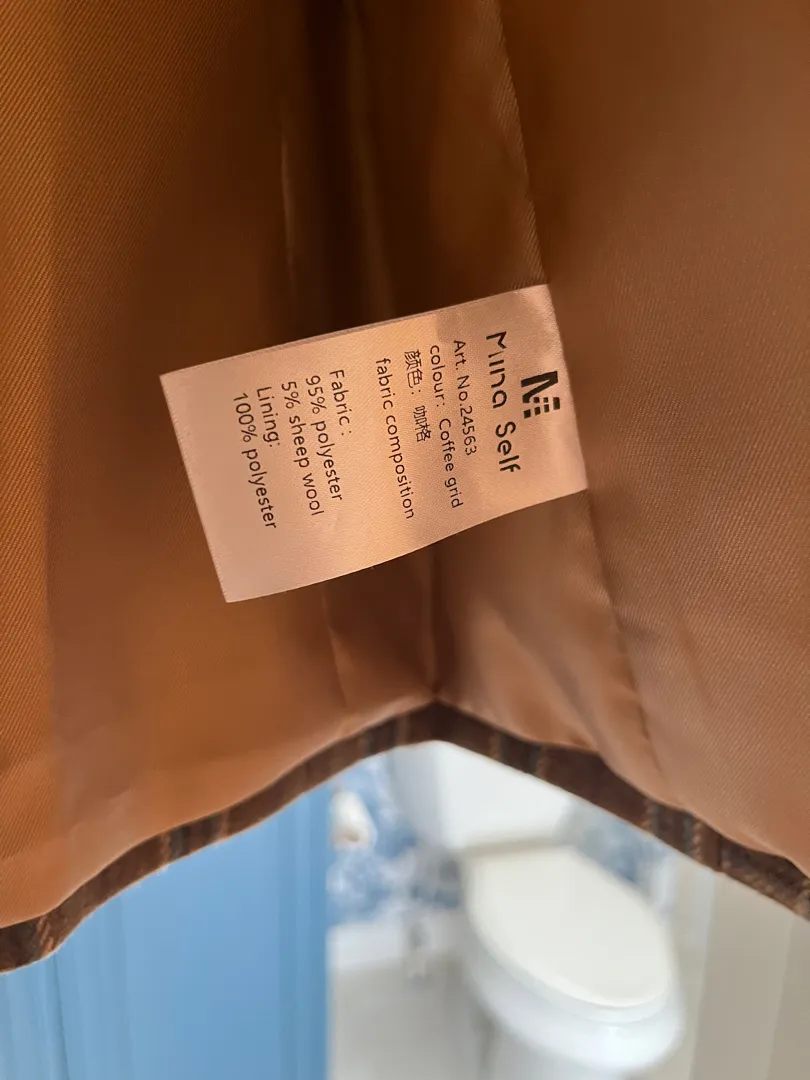 Mina Self
Art. No.24563
colour: Coffee grid
颜色：咖格
fabric composition
Fabric :
95% polyester
5% sheep wool
Lining:
100% polyester